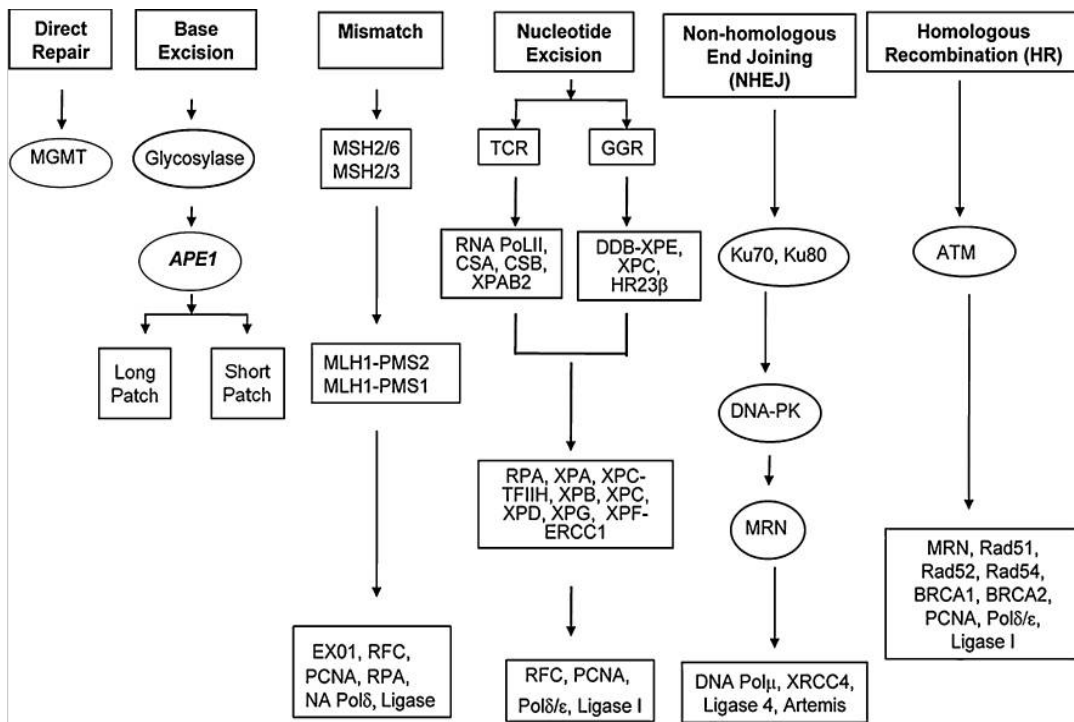 Direct
Repair
MGMT
Base
Excision
Glycosylase
APE1
Long
Patch
Short
Patch
Mismatch
MSH2/6
MSH2/3
MLH1-PMS2
MLH1-PMS1
EX01, RFC,
PCNA, RPA,
NA Polδ, Ligase
Nucleotide
Excision
TCR
GGR
RNA PoLII,
CSA, CSB,
XPAB2
DDB-XPE,
XPC,
HR23β
RPA, XPA, XPC-
TFIIH, XPB, XPC,
XPD, XPG, XPF-
ERCC1
RFC, PCNA,
Polδ/ε, Ligase I
Non-homologous
End Joining
(NHEJ)
Ku70, Ku80
DNA-PK
MRN
DNA Polμ, XRCC4,
Ligase 4, Artemis
Homologous
Recombination (HR)
ATM
MRN, Rad51,
Rad52, Rad54,
BRCA1, BRCA2,
PCNA, Polδ/ε,
Ligase I